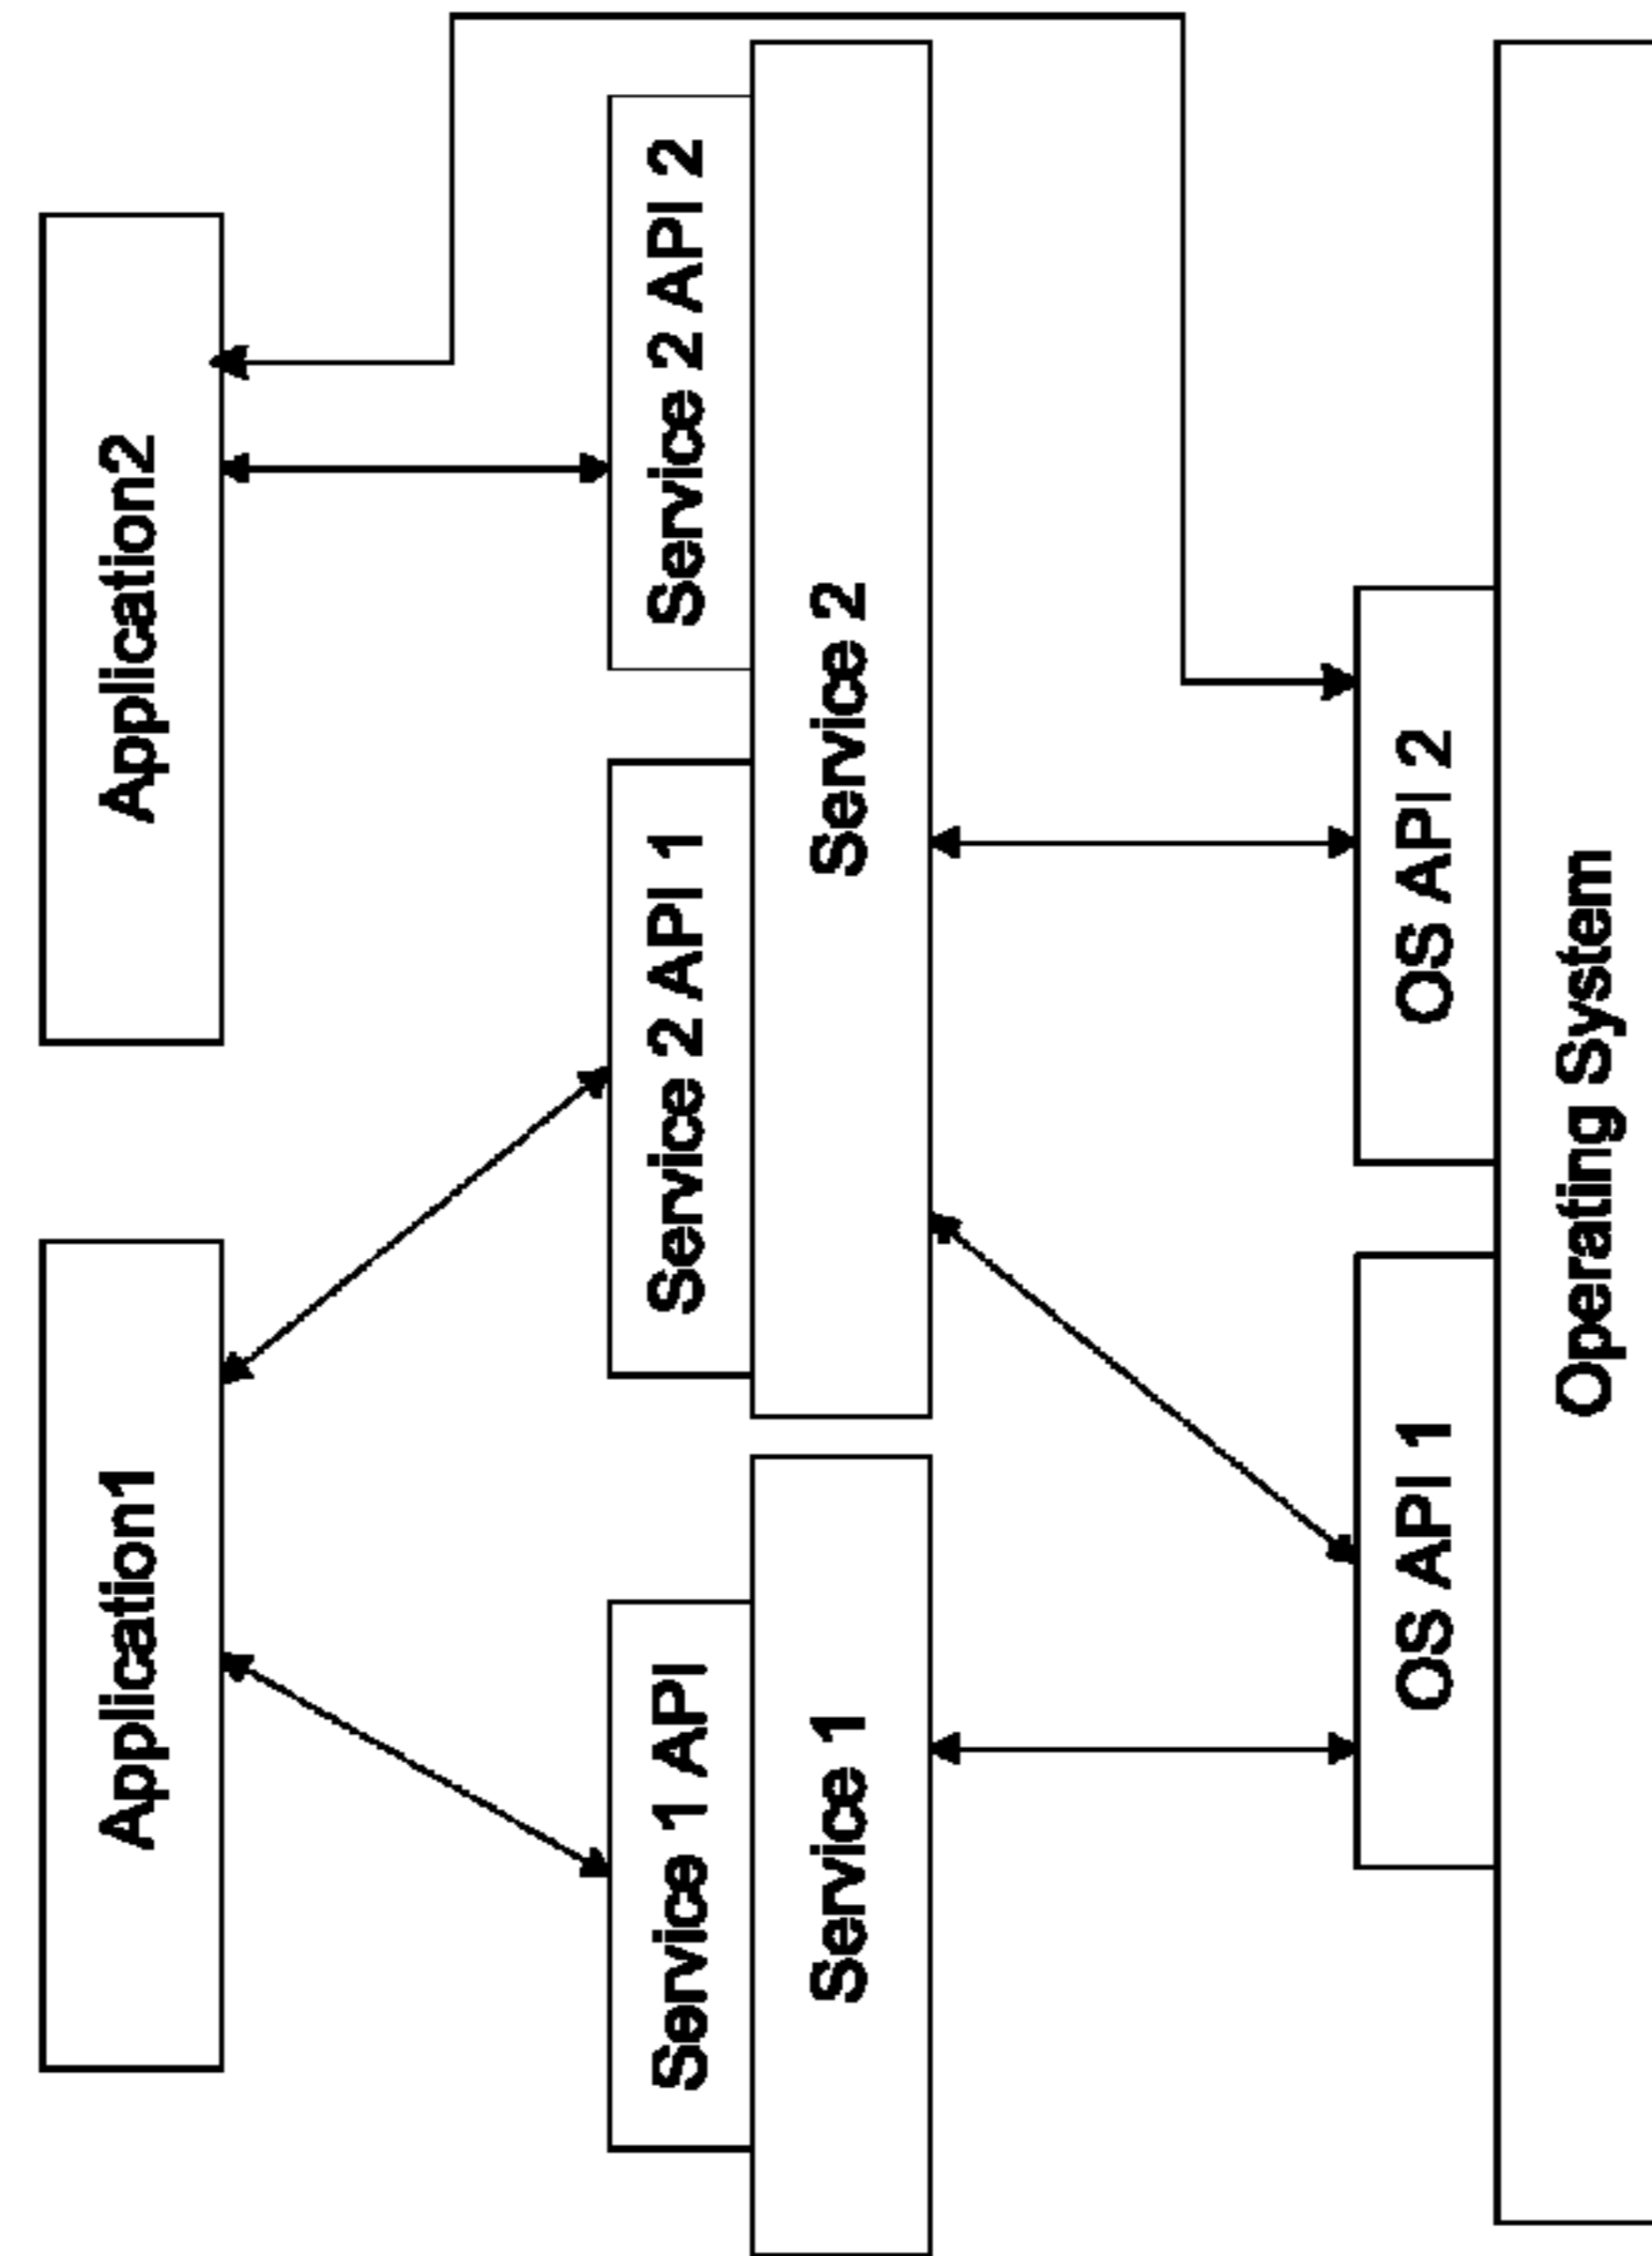 Application1
Application2
Service 1 API
Service 2 API 1
Service 2 API 2
Service 1
Service 2
OS API 1
OS API 2
Operating System